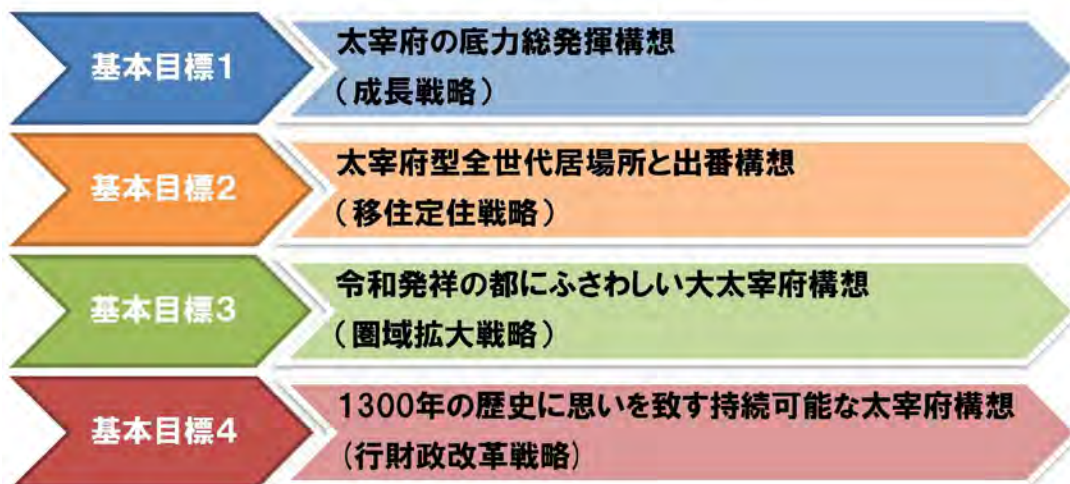 基本目標1
太宰府の底力総発揮構想
(成長戦略)
基本目標2
太宰府型全世代居場所と出番構想
(移住定住戦略)
基本目標3
令和発祥の都にふさわしい大太宰府構想
(圏域拡大戦略)
基本目標4
1300年の歴史に思いを致す持続可能な太宰府構想
(行財政改革戦略)